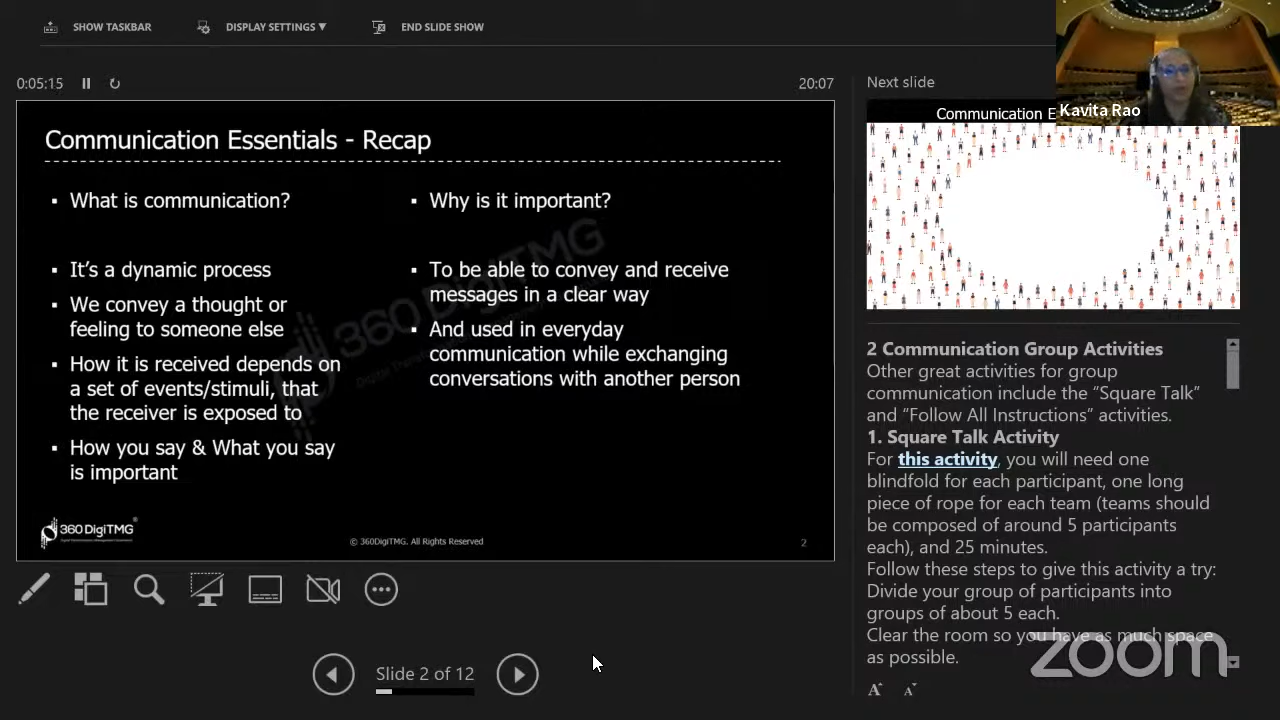 SHOW TASKBAR
DISPLAY SETTINGS ▼
END SLIDE SHOW
0:05:15
20:07
Next slide
Kavita Rao
Communication E
Communication Essentials - Recap
▪ What is communication?
▪ It's a dynamic process
▪ We convey a thought or
feeling to someone else
▪ How it is received depends on
a set of events/stimuli, that
the receiver is exposed to
▪ How you say & What you say
is important
▪ Why is it important?
▪ To be able to convey and receive
messages in a clear way
▪ And used in everyday
communication while exchanging
conversations with another person
360
360 DigiTMG
© 360DigiTMG. All Rights Reserved
2
2 Communication Group Activities
Other great activities for group
communication include the “Square Talk”
and “Follow All Instructions” activities.
1. Square Talk Activity
For this activity, you will need one
blindfold for each participant, one long
piece of rope for each team (teams should
be composed of around 5 participants
each), and 25 minutes.
Follow these steps to give this activity a try:
Divide your group of participants into
groups of about 5 each.
Clear the room so you have as much space
as possible.
zoom
Slide 2 of 12
A A